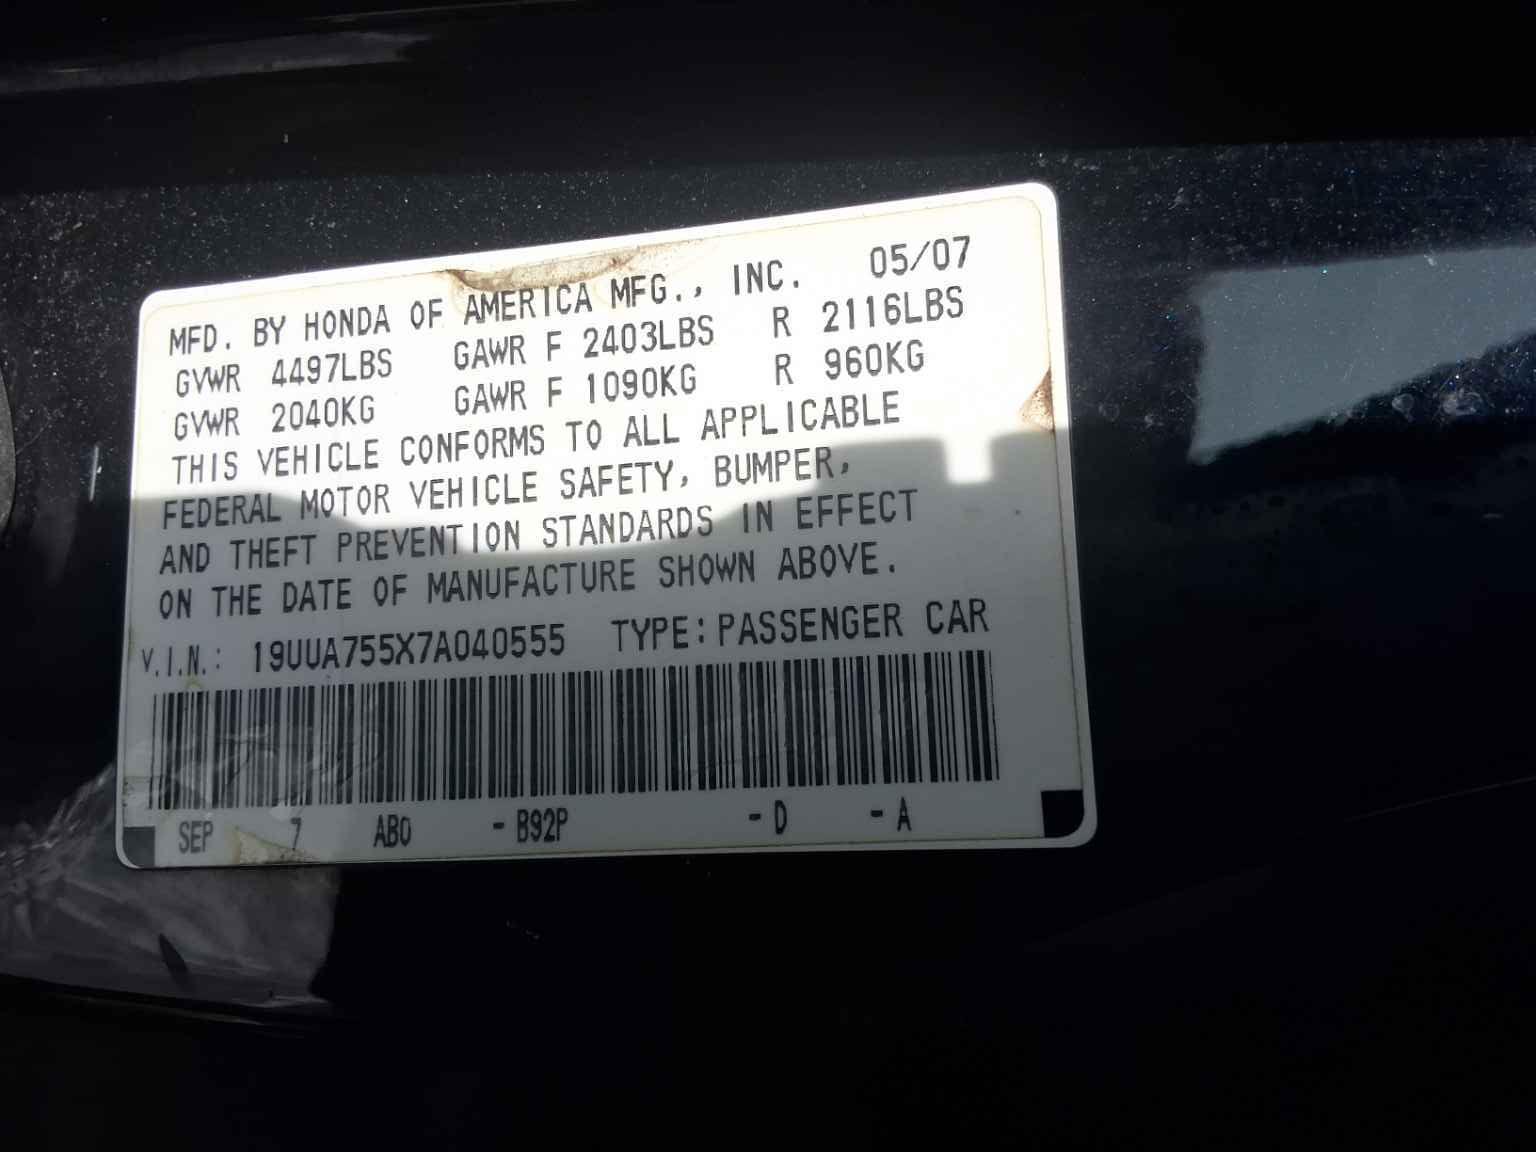 MFD. BY HONDA OF AMERICA MFG., INC. 05/07
GVWR 4497LBS GAWR F 2403LBS R 2116LBS
GVWR 2040KG GAWR F 1090KG R 960KG
THIS VEHICLE CONFORMS TO ALL APPLICABLE
FEDERAL MOTOR VEHICLE SAFETY, BUMPER,
AND THEFT PREVENTION STANDARDS IN EFFECT
ON THE DATE OF MANUFACTURE SHOWN ABOVE.
V.I.N.: 19UUA755X7A040555 TYPE: PASSENGER CAR
SEP 7 ABO - B92P - D - A